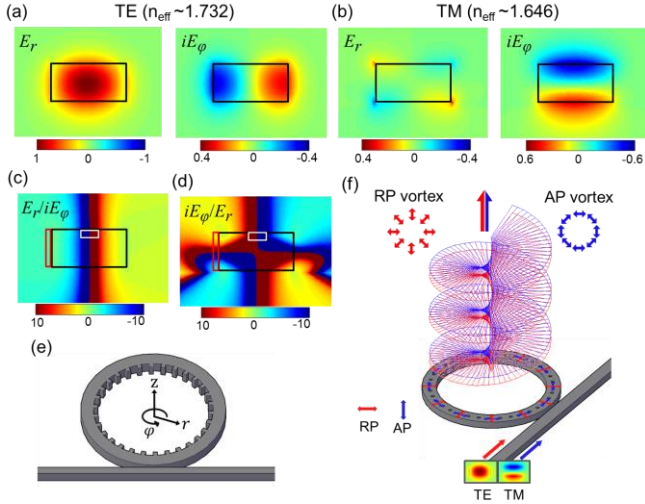 (a) TE (n_eff ~1.732)
(b) TM (n_eff ~1.646)
E_r iE_φ E_r iE_φ
1 0 -1 0.4 0 -0.4 0.4 0 -0.4 0.6 0 -0.6
(c) (d)
E_r/iE_φ iE_φ/E_r
10 0 -10 10 0 -10
(e)
z
φ r
(f)
RP vortex AP vortex
RP AP
TE TM